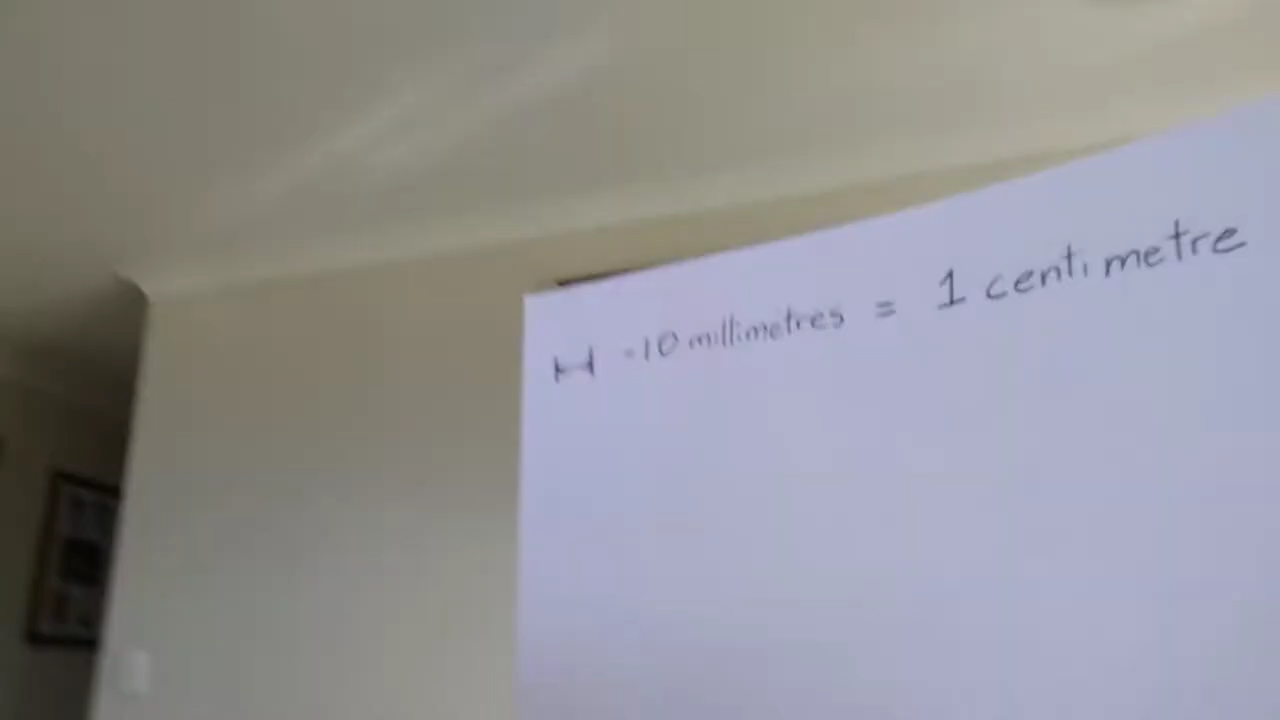 = 10 millimetres = 1 centimetre